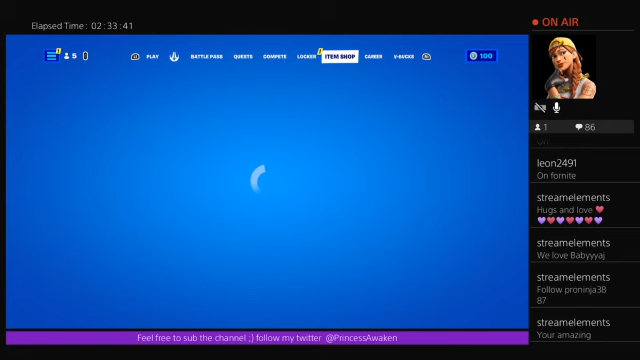 Elapsed Time : 02:33:41
ON AIR
5
PLAY
BATTLE PASS
QUESTS
COMPETE
LOCKER
ITEM SHOP
CAREER
V-BUCKS
100
1
86
leon2491
On fornite
streamelements
Hugs and love
streamelements
We love Babyyyaj
streamelements
Follow proninja38
87
streamelements
Your amazing
Feel free to sub the channel ;) follow my twitter @PrincessAwaken